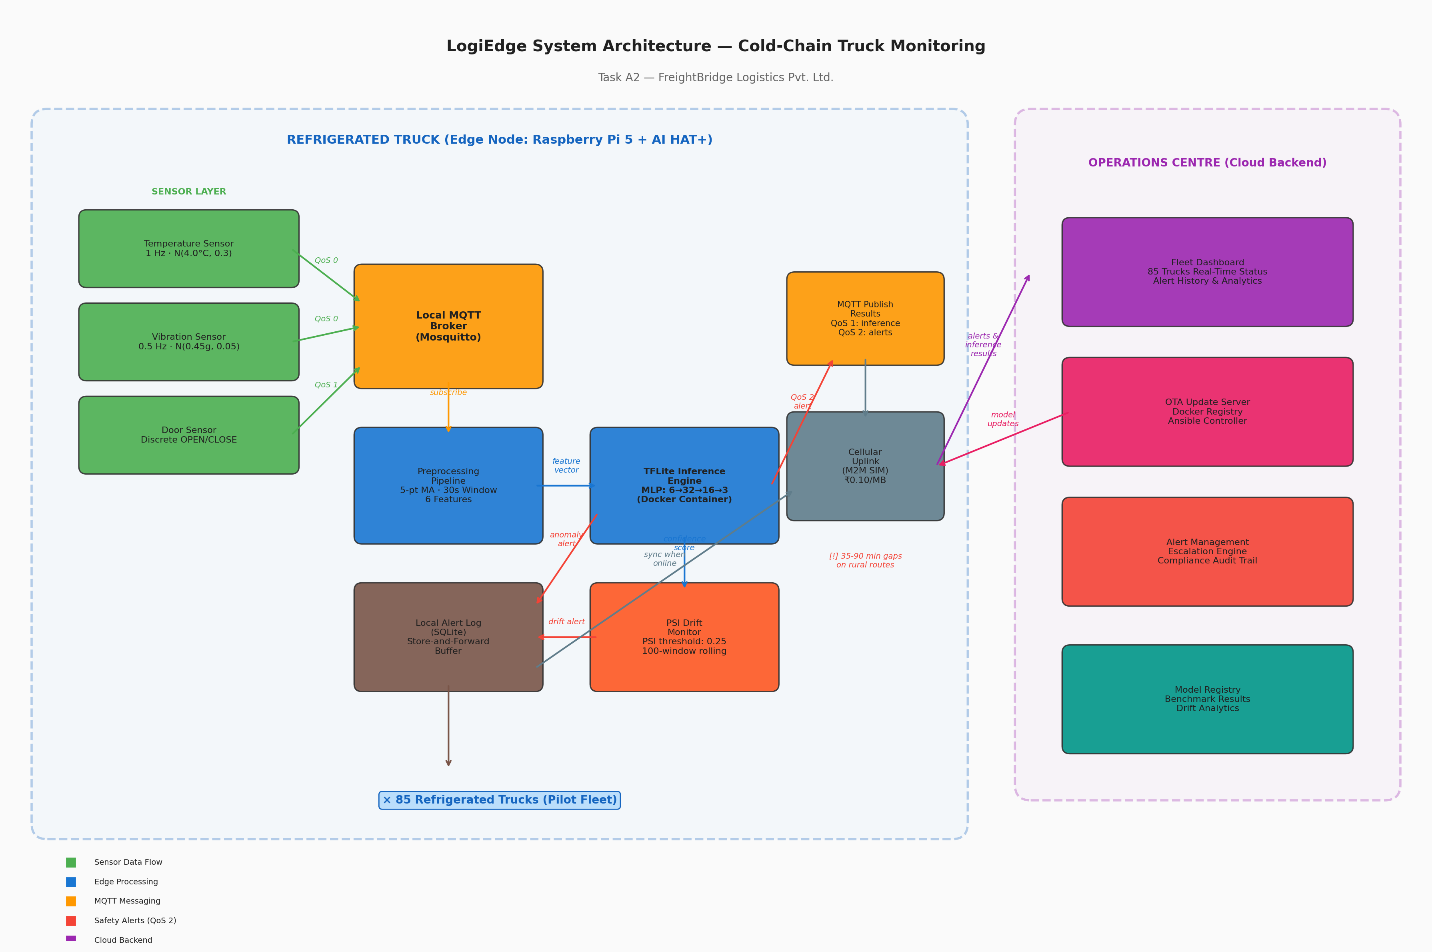 LogiEdge System Architecture — Cold-Chain Truck Monitoring
Task A2 — FreightBridge Logistics Pvt. Ltd.
REFRIGERATED TRUCK (Edge Node: Raspberry Pi 5 + AI HAT+)
SENSOR LAYER
Temperature Sensor
1 Hz · N(4.0°C, 0.3)
Vibration Sensor
0.5 Hz · N(0.45g, 0.05)
Door Sensor
Discrete OPEN/CLOSE
QoS 0
QoS 0
QoS 1
Local MQTT
Broker
(Mosquitto)
subscribe
Preprocessing
Pipeline
5-pt MA · 30s Window
6 Features
feature
vector
TFLite Inference
Engine
MLP: 6→32→16→3
(Docker Container)
QoS 2
alert
MQTT Publish
Results
QoS 1: inference
QoS 2: alerts
Cellular
Uplink
(M2M SIM)
₹0.10/MB
[!] 35-90 min gaps
on rural routes
anomaly
alert
confidence
score
sync when
online
Local Alert Log
(SQLite)
Store-and-Forward
Buffer
drift alert
PSI Drift
Monitor
PSI threshold: 0.25
100-window rolling
× 85 Refrigerated Trucks (Pilot Fleet)
alerts &
inference
results
model
updates
OPERATIONS CENTRE (Cloud Backend)
Fleet Dashboard
85 Trucks Real-Time Status
Alert History & Analytics
OTA Update Server
Docker Registry
Ansible Controller
Alert Management
Escalation Engine
Compliance Audit Trail
Model Registry
Benchmark Results
Drift Analytics
Sensor Data Flow
Edge Processing
MQTT Messaging
Safety Alerts (QoS 2)
Cloud Backend